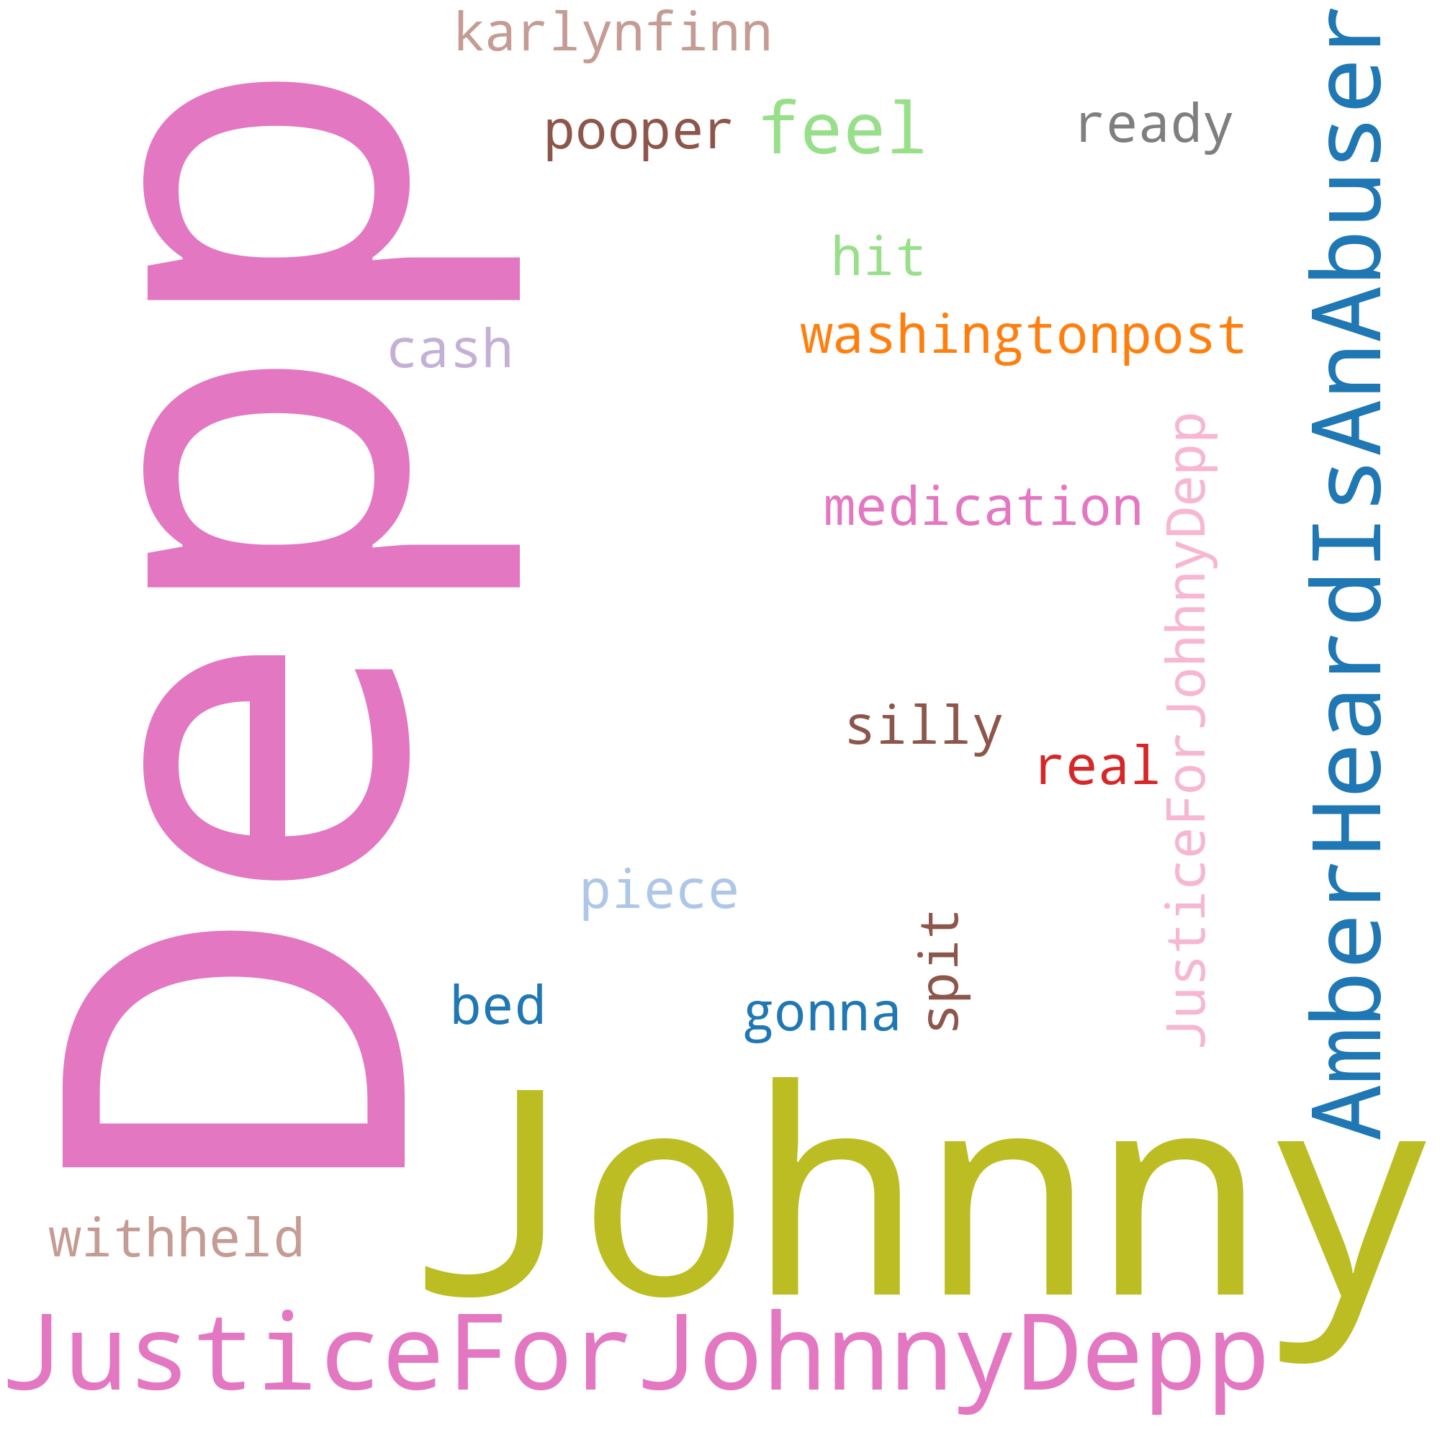 karlynfinn
pooper
feel
ready
hit
washingtonpost
cash
medication
JusticeForJohhnyDepp
AmberHeardIsAnAbuser
Depp
silly
real
piece
spit
bed
gonna
Johnny
withheld
JusticeForJohnnyDepp